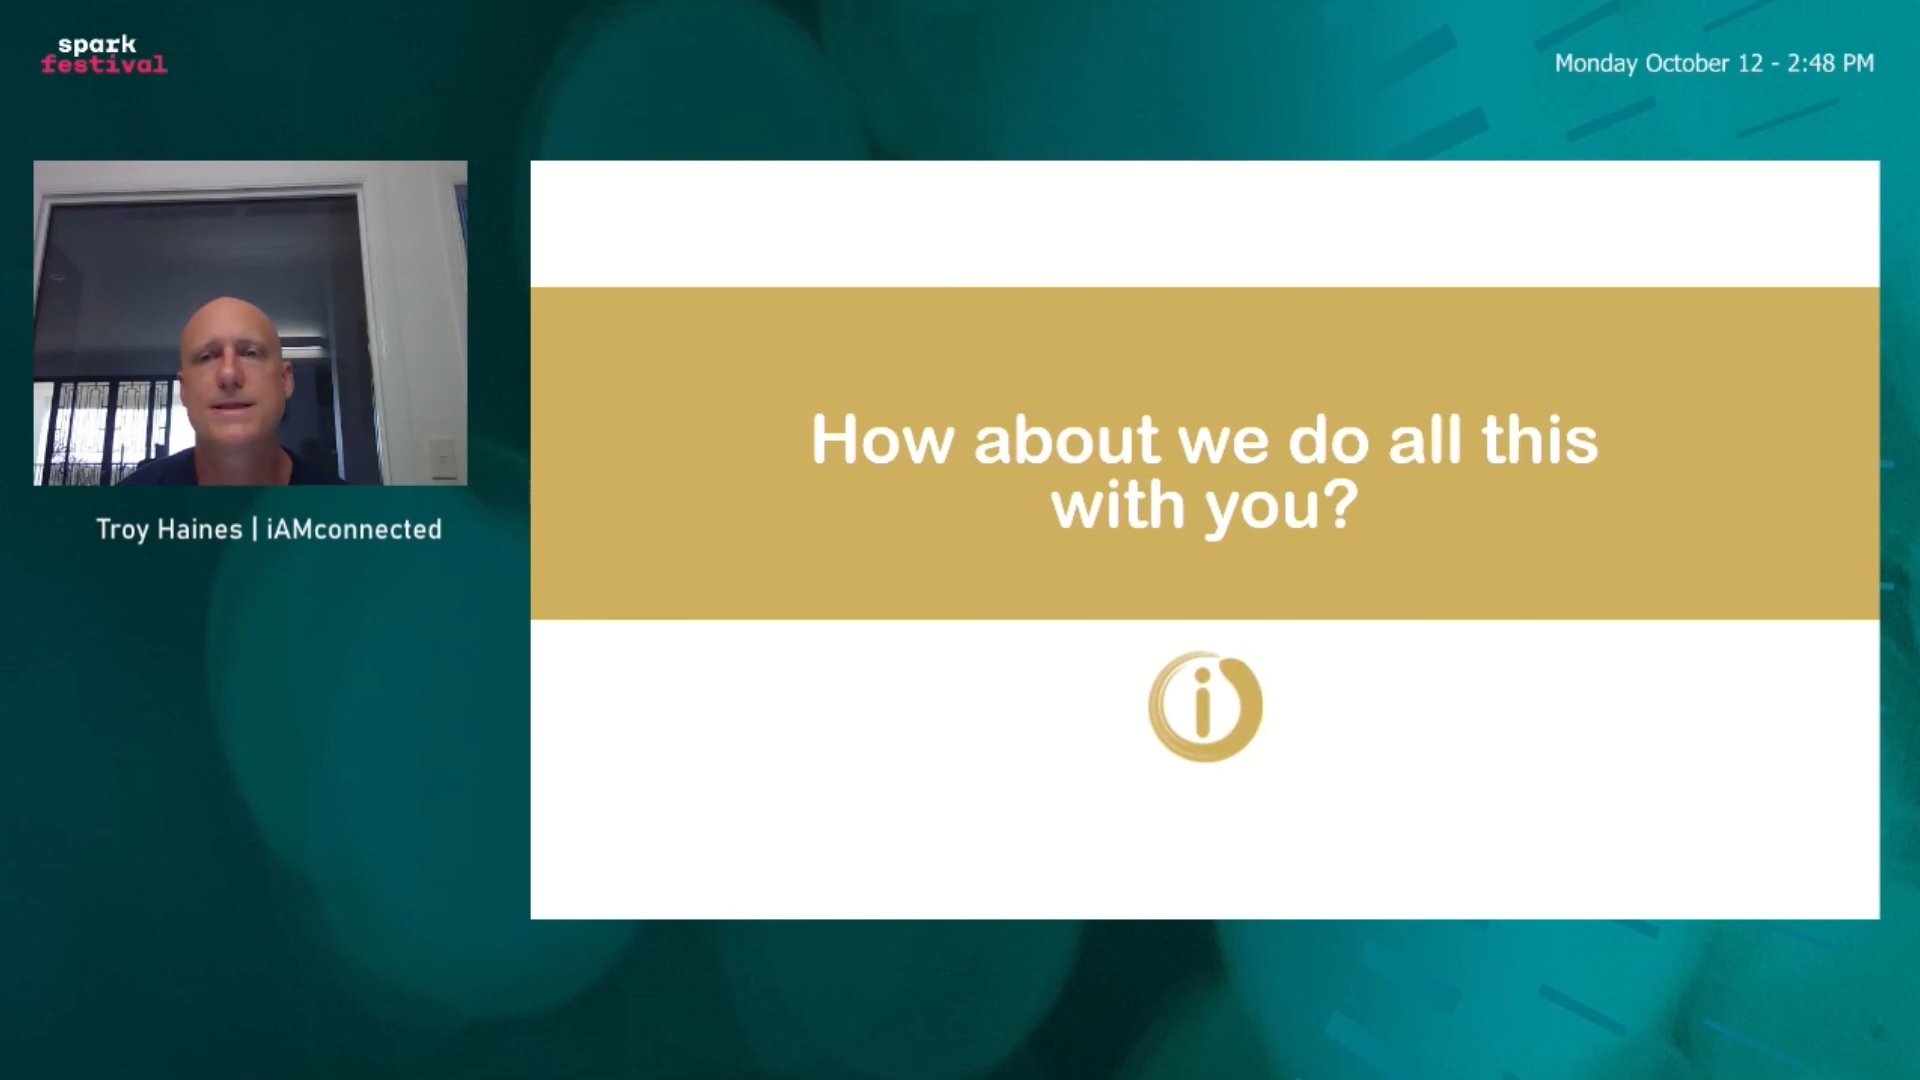 spark
festival
Monday October 12 - 2:48 PM
Troy Haines | iAMconnected
How about we do all this
with you?
i